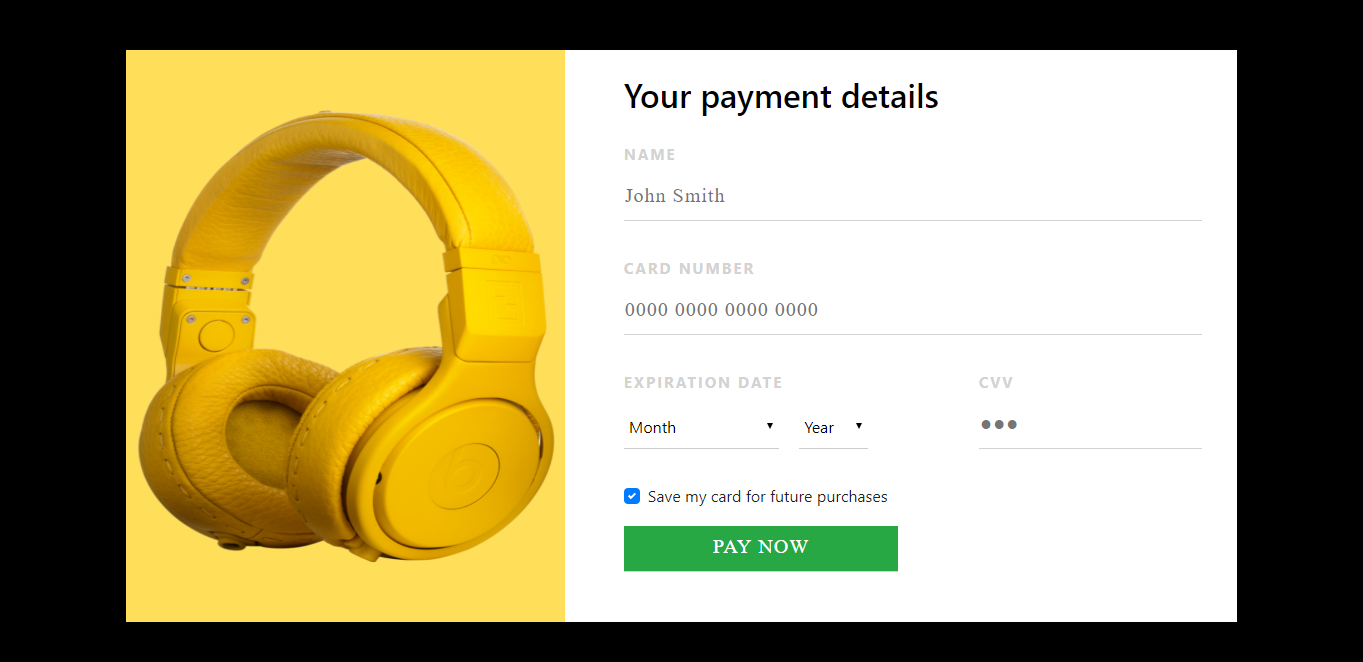 Your payment details
NAME
John Smith
CARD NUMBER
0000 0000 0000 0000
EXPIRATION DATE
CVV
Month
Year
●●●
Save my card for future purchases
PAY NOW